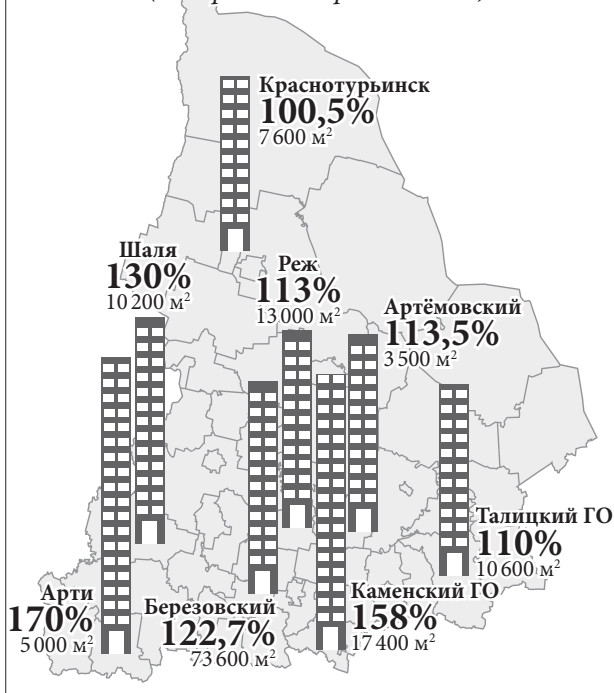 Краснотурьинск
100,5%
7 600 м²
Шаля
130%
10 200 м²
Реж
113%
13 000 м²
Артёмовский
113,5%
3 500 м²
Талицкий ГО
110%
10 600 м²
Арти
170%
5 000 м²
Березовский
122,7%
73 600 м²
Каменский ГО
158%
17 400 м²